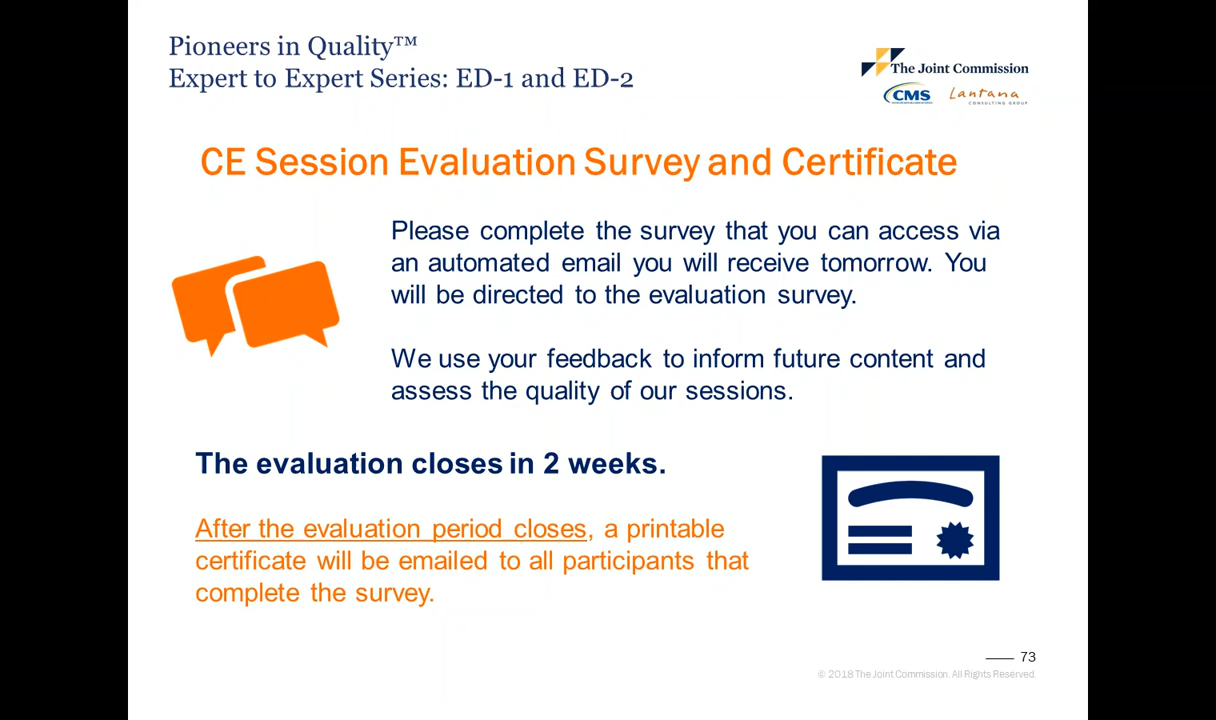 Pioneers in Quality™
Expert to Expert Series: ED-1 and ED-2
The Joint Commission
CMS
Lantana
CONSULTING GROUP
CE Session Evaluation Survey and Certificate
Please complete the survey that you can access via
an automated email you will receive tomorrow. You
will be directed to the evaluation survey.
We use your feedback to inform future content and
assess the quality of our sessions.
The evaluation closes in 2 weeks.
After the evaluation period closes, a printable
certificate will be emailed to all participants that
complete the survey.
73
© 2018 The Joint Commission. All Rights Reserved.